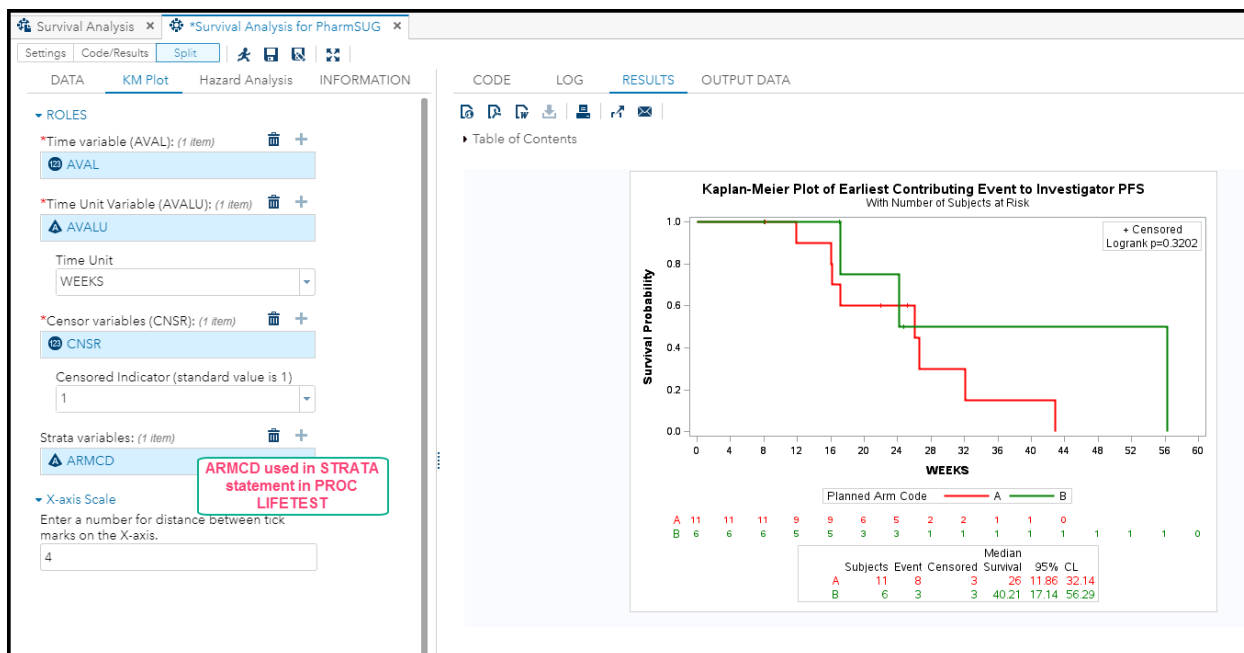 Survival Analysis × *Survival Analysis for PharmSUG ×
Settings Code/Results Split
DATA KM Plot Hazard Analysis INFORMATION
ROLES
*Time variable (AVAL): (1 item)
123 AVAL
*Time Unit Variable (AVALU): (1 item)
A AVALU
Time Unit
WEEKS
*Censor variables (CNSR): (1 item)
123 CNSR
Censored Indicator (standard value is 1)
1
Strata variables: (1 item)
A ARMCD
ARMCD used in STRATA
statement in PROC
LIFETEST
X-axis Scale
Enter a number for distance between tick
marks on the X-axis.
4
CODE LOG RESULTS OUTPUT DATA
Table of Contents
Kaplan-Meier Plot of Earliest Contributing Event to Investigator PFS
With Number of Subjects at Risk
+ Censored
Logrank p=0.3202
Survival Probability
1.0
0.8
0.6
0.4
0.2
0.0
0 4 8 12 16 20 24 28 32 36 40 44 48 52 56 60
WEEKS
Planned Arm Code A B
A 11 11 11 9 9 6 5 2 2 1 1 0
B 6 6 6 5 5 3 3 1 1 1 1 1 1 1 1 0
Median
Subjects Event Censored Survival 95% CL
A 11 8 3 26 11.86 32.14
B 6 3 3 40.21 17.14 56.29